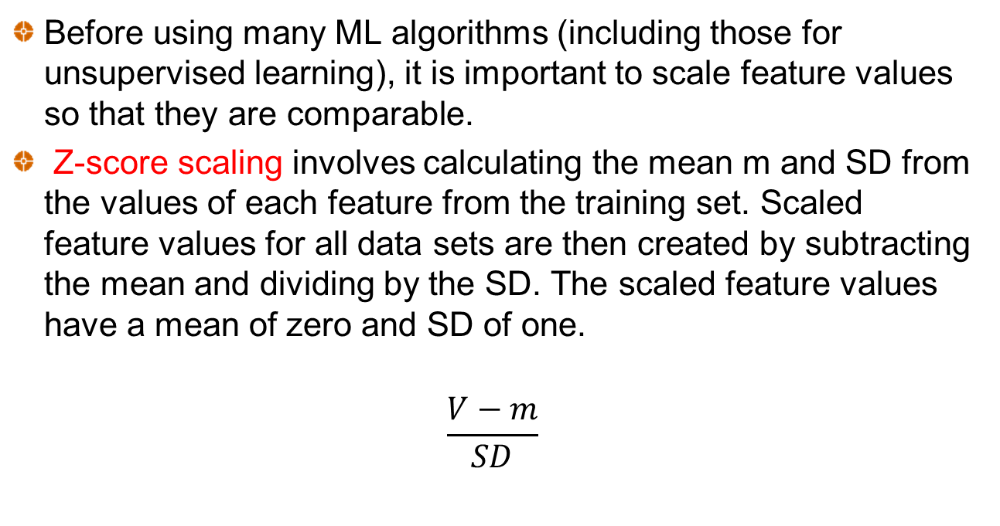 Before using many ML algorithms (including those for
unsupervised learning), it is important to scale feature values
so that they are comparable.
Z-score scaling involves calculating the mean m and SD from
the values of each feature from the training set. Scaled
feature values for all data sets are then created by subtracting
the mean and dividing by the SD. The scaled feature values
have a mean of zero and SD of one.
V − m
SD